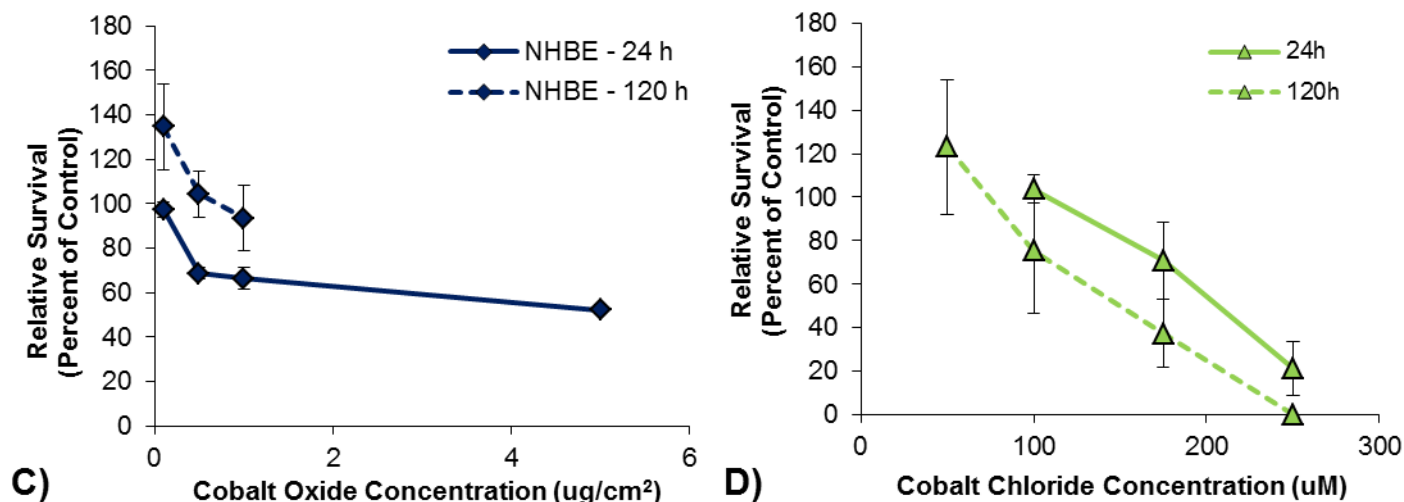 180
160
140
120
100
80
60
40
20
0
Relative Survival
(Percent of Control)
NHBE - 24 h
NHBE - 120 h
0 2 4 6
C) Cobalt Oxide Concentration (ug/cm²)
180
160
140
120
100
80
60
40
20
0
Relative Survival
(Percent of Control)
24h
120h
0 100 200 300
D) Cobalt Chloride Concentration (uM)